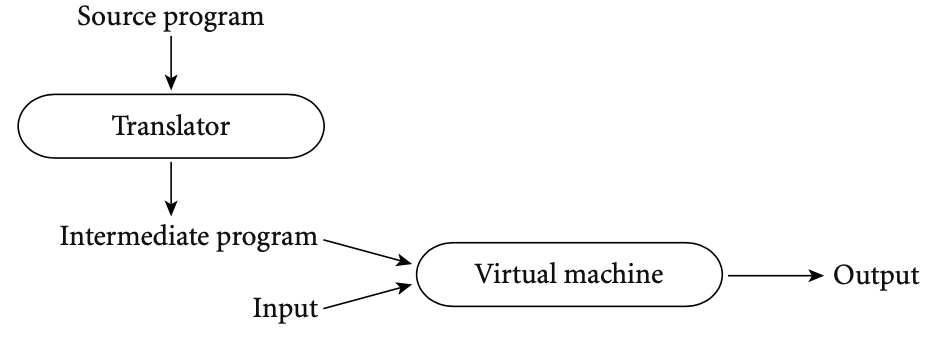 Source program
Translator
Intermediate program
Virtual machine
Output
Input